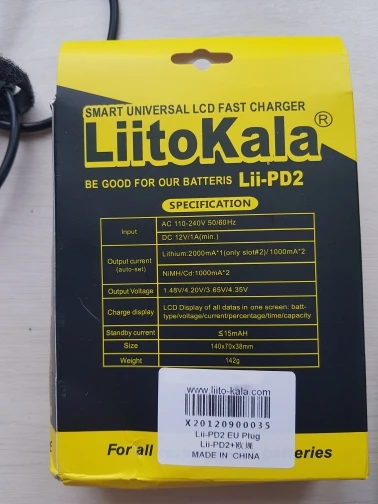 SMART UNIVERSAL LCD FAST CHARGER
LiitoKala®
BE GOOD FOR OUR BATTERIS Lii-PD2
SPECIFICATION
Input
AC 110-240V 50/60Hz
DC 12V/1A(min.)
Output current
(auto-set)
Lithium:2000mA*1(only slot#2)/ 1000mA*2
NiMH/Cd:1000mA*2
Output Voltage 1.48V/4.20V/3.65V/4.35V
Charge display
LCD Display of all datas in one screen: batt-
type/voltage/current/percentage/time/capacity
Standby current ≤15mAH
Size 140x70x38mm
Weight 142g
www.liito-kala.com
X20120900035
Lii-PD2 EU Plug
Lii-PD2+欧规
MADE IN CHINA
For all
eries